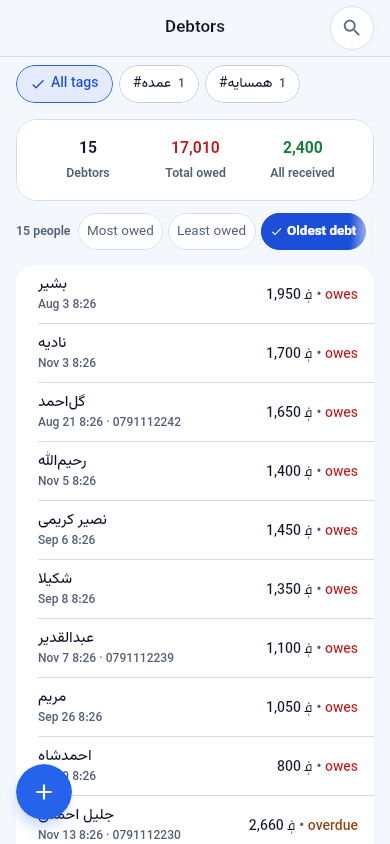 Debtors
All tags
#عمده 1
#همسایه 1
15
Debtors
17,010
Total owed
2,400
All received
15 people
Most owed
Least owed
Oldest debt
بشیر
Aug 3 8:26
1,950 ؋ • owes
نادیه
Nov 3 8:26
1,700 ؋ • owes
گل‌احمد
Aug 21 8:26 · 0791112242
1,650 ؋ • owes
رحیم‌الله
Nov 5 8:26
1,400 ؋ • owes
نصیر کریمی
Sep 6 8:26
1,450 ؋ • owes
شکیلا
Sep 8 8:26
1,350 ؋ • owes
عبدالقدیر
Nov 7 8:26 · 0791112239
1,100 ؋ • owes
مریم
Sep 26 8:26
1,050 ؋ • owes
احمدشاه
8:26
800 ؋ • owes
جلیل
Nov 13 8:26 · 0791112230
2,660 ؋ • overdue